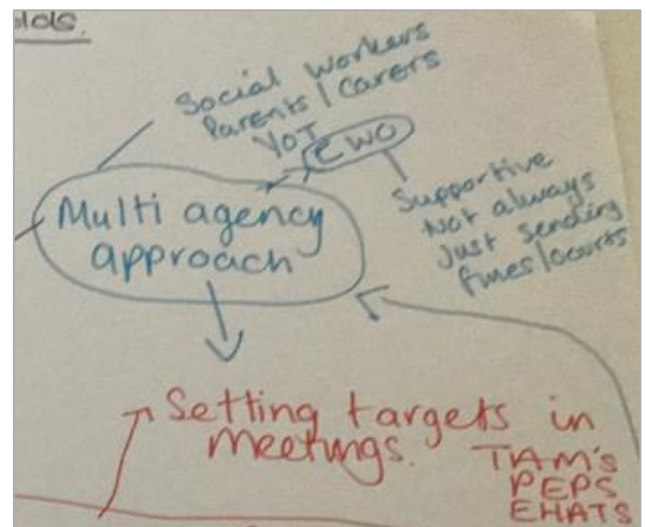 Social workers
Parents / carers
YOT
EWO
Supportive
Not always
Just sending
fines/courts
Multi agency
approach
Setting targets in
meetings.
TAM's
PEPS
EHATS